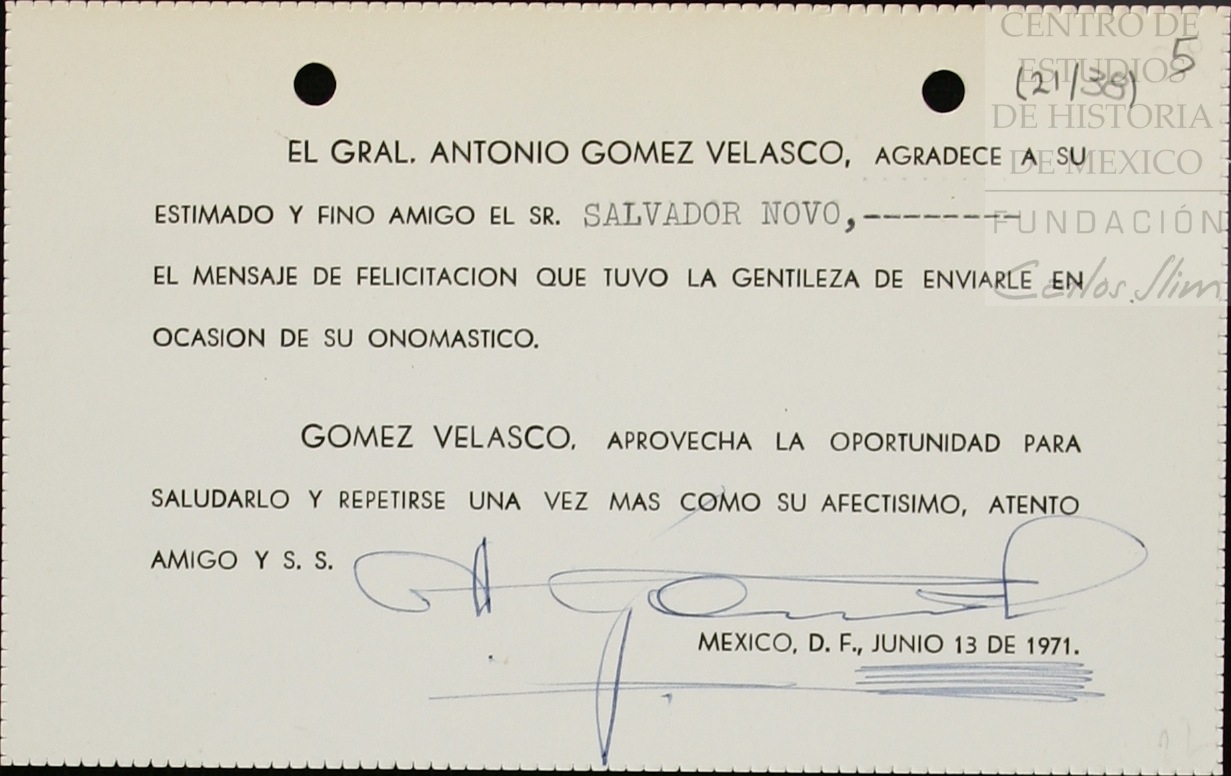 CENTRO DE
ESTUDIOS
DE HISTORIA
DE MEXICO
FUNDACIÓN
Carlos Slim
5
(21/38)
EL GRAL. ANTONIO GOMEZ VELASCO, AGRADECE A SU
ESTIMADO Y FINO AMIGO EL SR. SALVADOR NOVO,--------
EL MENSAJE DE FELICITACION QUE TUVO LA GENTILEZA DE ENVIARLE EN
OCASION DE SU ONOMASTICO.
GOMEZ VELASCO, APROVECHA LA OPORTUNIDAD PARA
SALUDARLO Y REPETIRSE UNA VEZ MAS COMO SU AFECTISIMO, ATENTO
AMIGO Y S. S.
MEXICO, D. F., JUNIO 13 DE 1971.